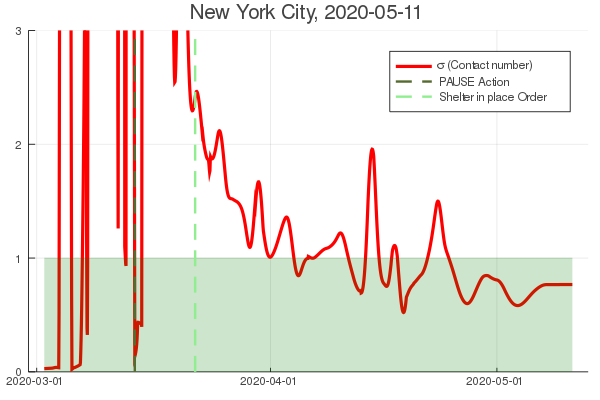 New York City, 2020-05-11
σ (Contact number)
PAUSE Action
Shelter in place Order
3
2
1
0
2020-03-01 2020-04-01 2020-05-01